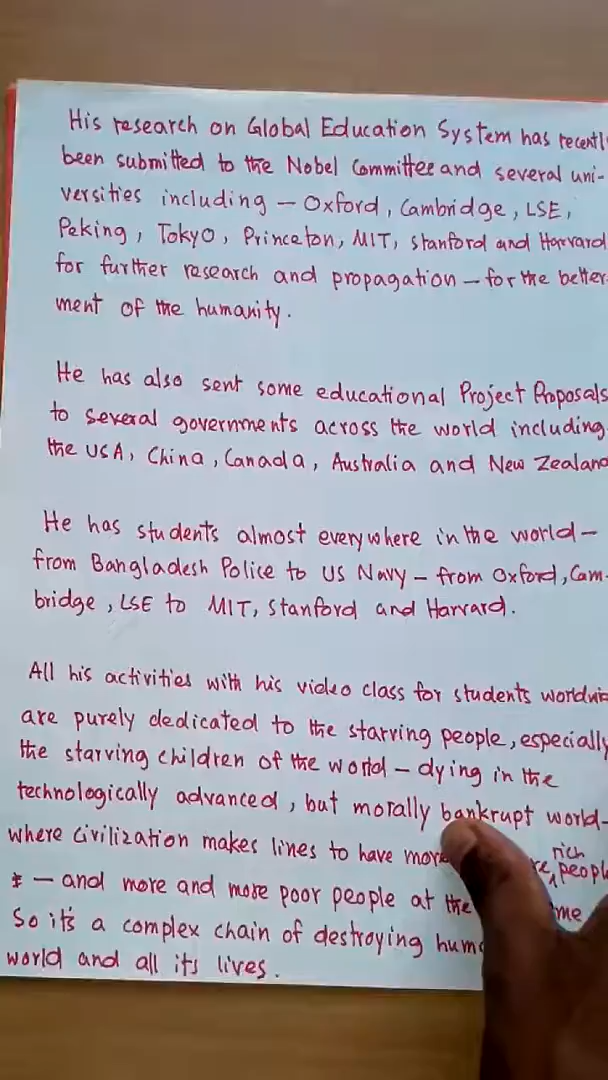 His research on Global Education System has recentl
been submitted to the Nobel Committee and several uni-
versities including – Oxford, Cambridge, LSE,
Peking, Tokyo, Princeton, MIT, Stanford and Harvard
for further research and propagation – for the better-
ment of the humanity.
He has also sent some educational Project Proposals
to several governments across the world including
the USA, China, Canada, Australia and New Zealand
He has students almost everywhere in the world –
from Bangladesh Police to US Navy – from Oxford, Cam-
bridge, LSE to MIT, Stanford and Harvard.
All his activities with his video class for students worldwi
are purely dedicated to the starving people, especially
the starving children of the world – dying in the
technologically advanced, but morally bankrupt world –
where civilization makes lines to have more rich people
– and more and more poor people at the me
So it's a complex chain of destroying huma
world and all its lives.